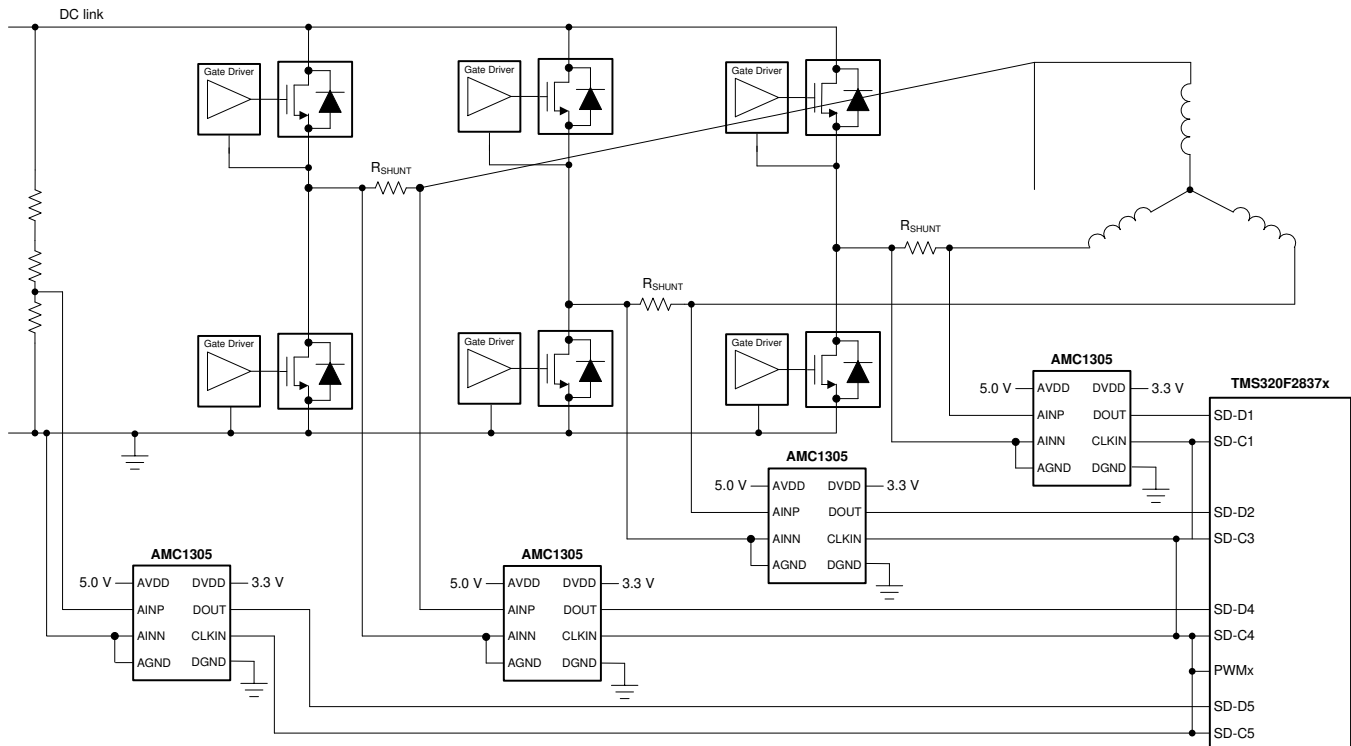 DC link
Gate Driver
Gate Driver
Gate Driver
RSHUNT
RSHUNT
RSHUNT
Gate Driver
Gate Driver
Gate Driver
AMC1305
5.0 V
AVDD
DVDD
3.3 V
AINP
DOUT
AINN
CLKIN
AGND
DGND
TMS320F2837x
SD-D1
SD-C1
SD-D2
SD-C3
SD-D4
SD-C4
PWMx
SD-D5
SD-C5
AMC1305
5.0 V
AVDD
DVDD
3.3 V
AINP
DOUT
AINN
CLKIN
AGND
DGND
AMC1305
5.0 V
AVDD
DVDD
3.3 V
AINP
DOUT
AINN
CLKIN
AGND
DGND
AMC1305
5.0 V
AVDD
DVDD
3.3 V
AINP
DOUT
AINN
CLKIN
AGND
DGND